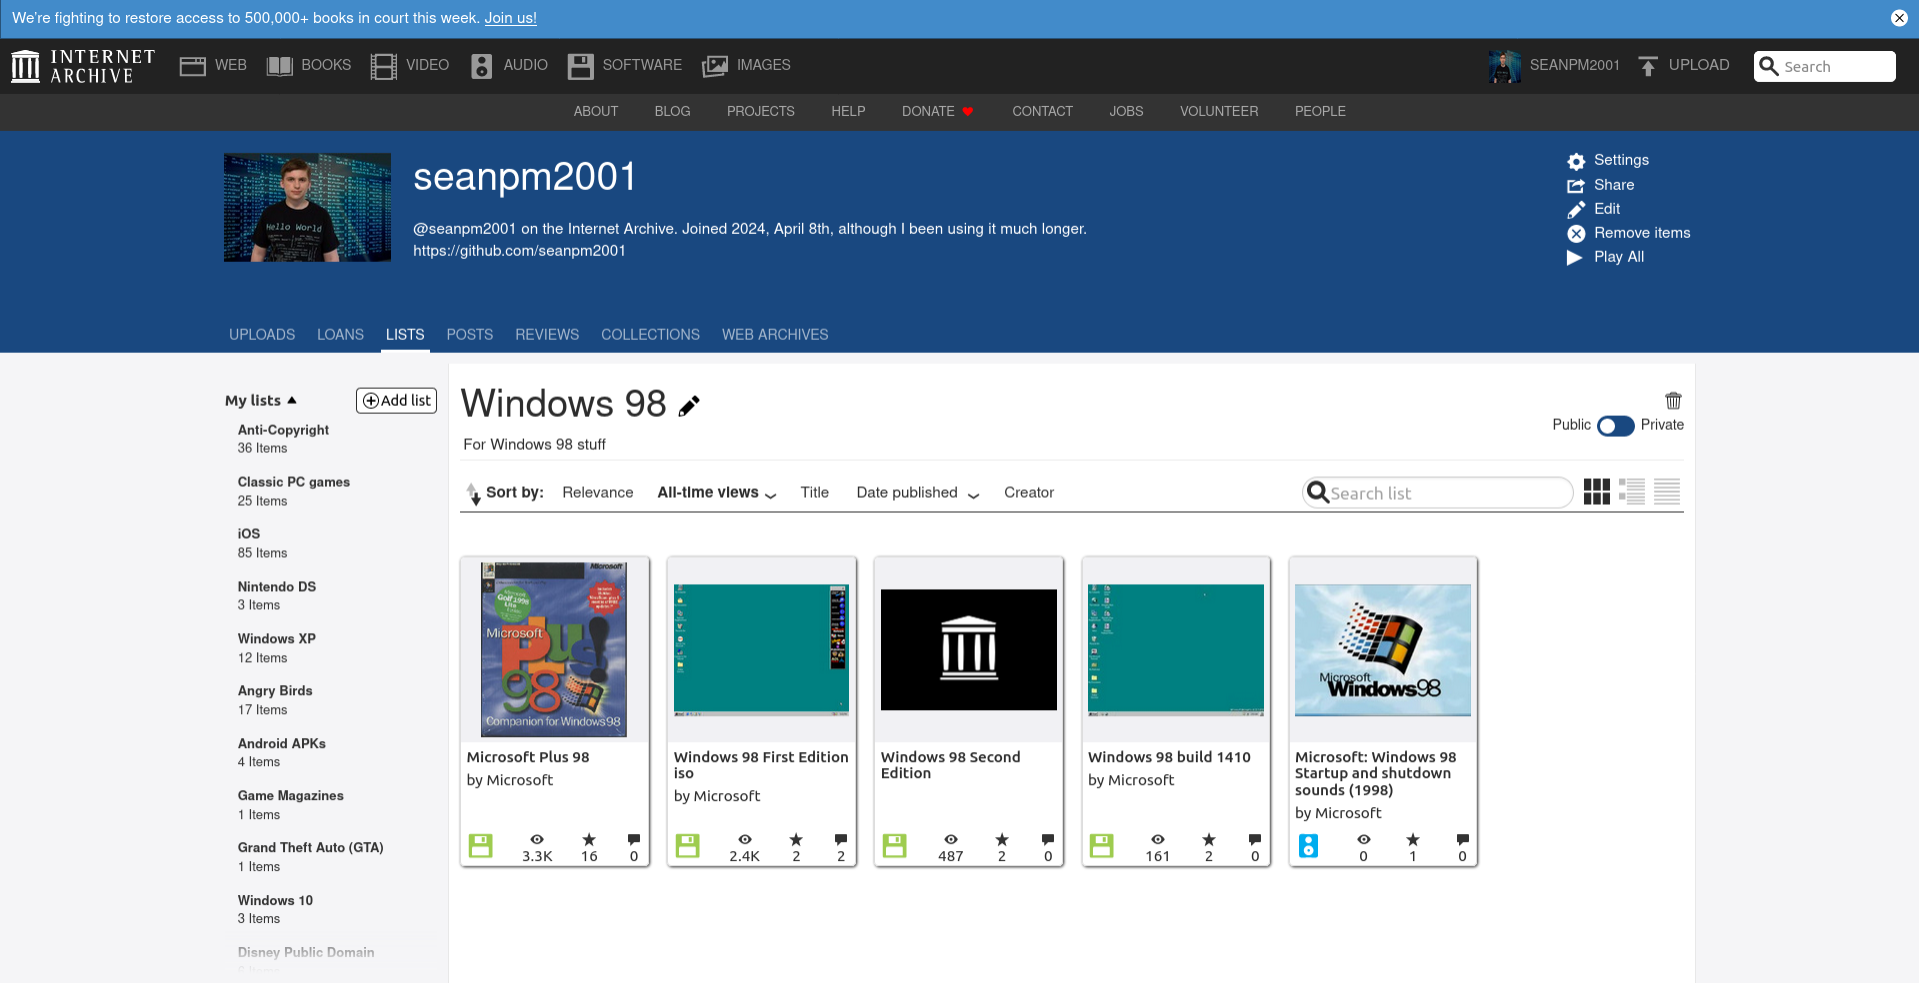 We're fighting to restore access to 500,000+ books in court this week. Join us!
INTERNET ARCHIVE
WEB BOOKS VIDEO AUDIO SOFTWARE IMAGES
SEANPM2001 UPLOAD Search
ABOUT BLOG PROJECTS HELP DONATE CONTACT JOBS VOLUNTEER PEOPLE
Hello World
seanpm2001
@seanpm2001 on the Internet Archive. Joined 2024, April 8th, although I been using it much longer.
https://github.com/seanpm2001
Settings
Share
Edit
Remove items
Play All
UPLOADS LOANS LISTS POSTS REVIEWS COLLECTIONS WEB ARCHIVES
My lists Add list
Anti-Copyright
36 Items
Classic PC games
25 Items
iOS
85 Items
Nintendo DS
3 Items
Windows XP
12 Items
Angry Birds
17 Items
Android APKs
4 Items
Game Magazines
1 Items
Grand Theft Auto (GTA)
1 Items
Windows 10
3 Items
Disney Public Domain
Windows 98
For Windows 98 stuff
Public Private
Sort by: Relevance All-time views Title Date published Creator
Search list
Microsoft
Microsoft
Golf 1998
Lite
Microsoft
Plus!
98
Companion for Windows 98
Microsoft Plus 98
by Microsoft
3.3K 16 0
Windows 98 First Edition
iso
by Microsoft
2.4K 2 2
Windows 98 Second
Edition
487 2 0
Windows 98 build 1410
by Microsoft
161 2 0
Microsoft
Windows98
Microsoft: Windows 98
Startup and shutdown
sounds (1998)
by Microsoft
0 1 0